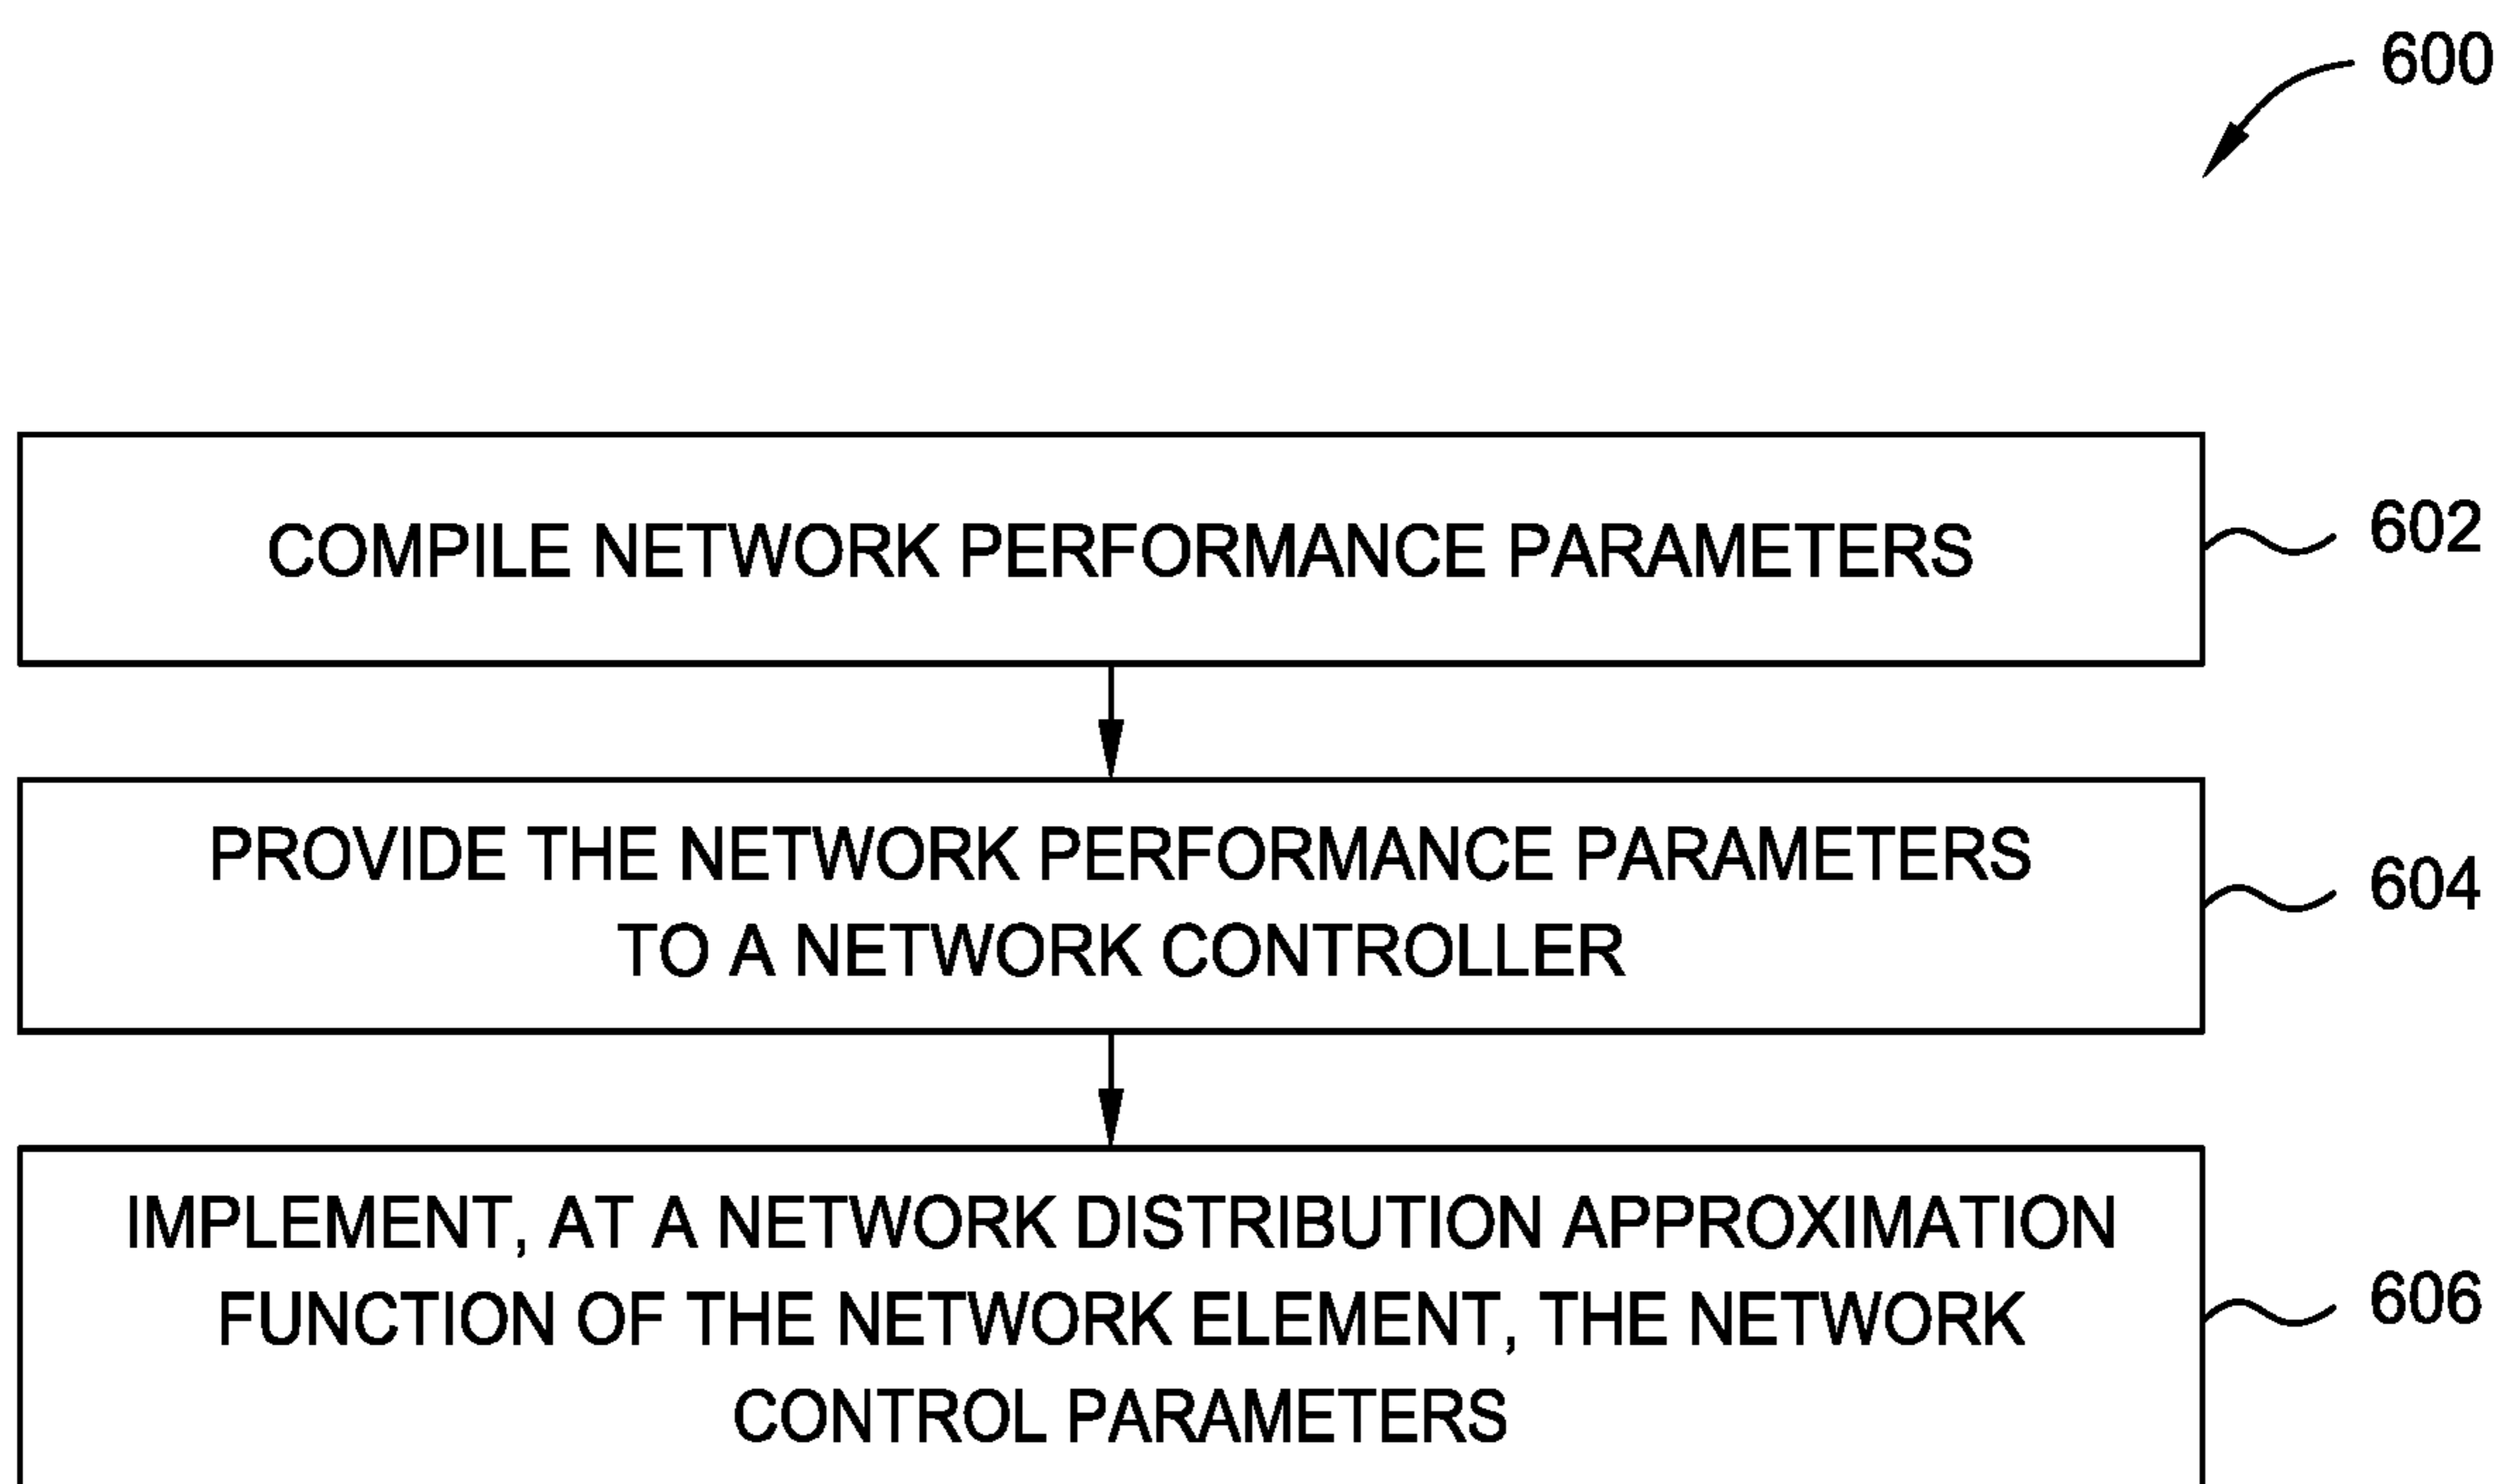 600
COMPILE NETWORK PERFORMANCE PARAMETERS
602
PROVIDE THE NETWORK PERFORMANCE PARAMETERS
TO A NETWORK CONTROLLER
604
IMPLEMENT, AT A NETWORK DISTRIBUTION APPROXIMATION
FUNCTION OF THE NETWORK ELEMENT, THE NETWORK
CONTROL PARAMETERS
606